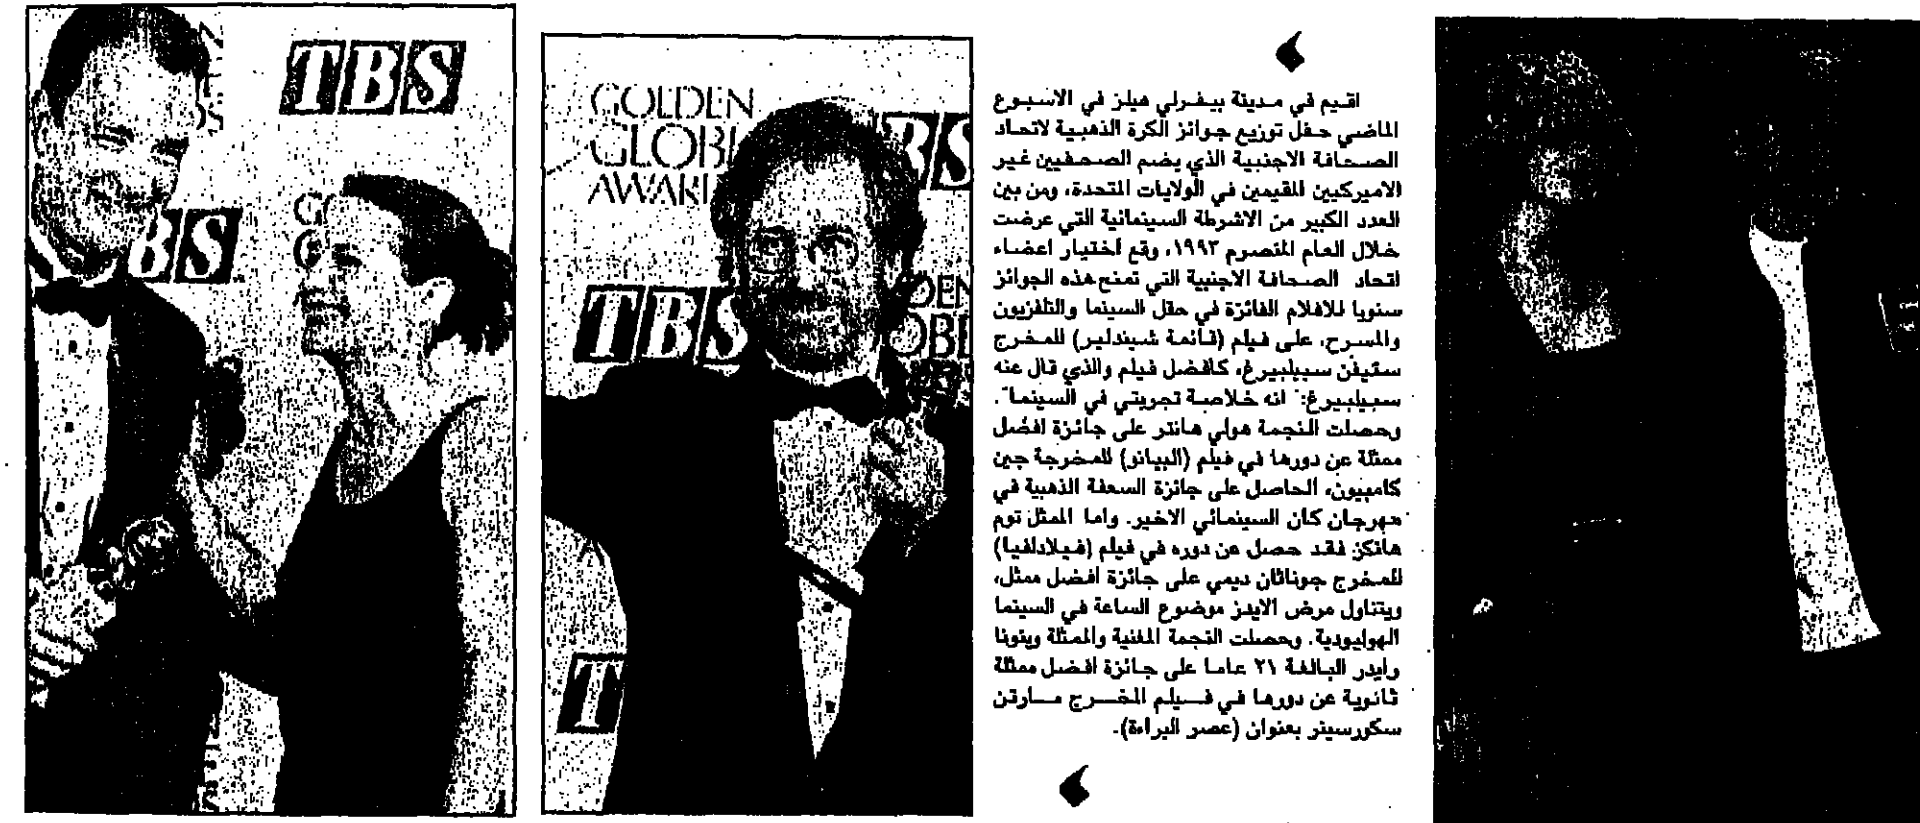 اقيم في مدينة بيفرلي هيلز في الاسبوع
الماضي حفل توزيع جوائز الكرة الذهبية لاتحاد
الصحافة الاجنبية الذي يضم الصحفيين غير
الاميركيين المقيمين في الولايات المتحدة، ومن بين
العدد الكبير من الاشرطة السينمائية التي عرضت
خلال العام المنصرم ١٩٩٣، وقع اختيار اعضاء
اتحاد الصحافة الاجنبية التي تمنح هذه الجوائز
سنويا للافلام الفائزة في حقل السينما والتلفزيون
والمسرح، على فيلم (قائمة شيندلير) للمخرج
ستيفن سبيلبيرغ، كافضل فيلم والذي قال عنه
سبيلبيرغ: "انه خلاصة تجربتي في السينما".
وحصلت النجمة هولي هانتر على جائزة افضل
ممثلة عن دورها في فيلم (البيانو) للمخرجة جين
كامبيون، الحاصل على جائزة السعفة الذهبية في
مهرجان كان السينمائي الاخير. واما الممثل توم
هانكز فقد حصل عن دوره في فيلم (فيلادلفيا)
للمخرج جوناثان ديمي على جائزة افضل ممثل،
ويتناول مرض الايدز موضوع الساعة في السينما
الهوليودية. وحصلت النجمة المغنية والممثلة وينونا
رايدر البالغة ٢١ عاما على جائزة افضل ممثلة
ثانوية عن دورها في فيلم المخرج مارتن
سكورسيتر بعنوان (عصر البراءة).
TBS
BS
GOLDEN
GLOBE
AWAR
BS
TBS
DEN
OBE
T